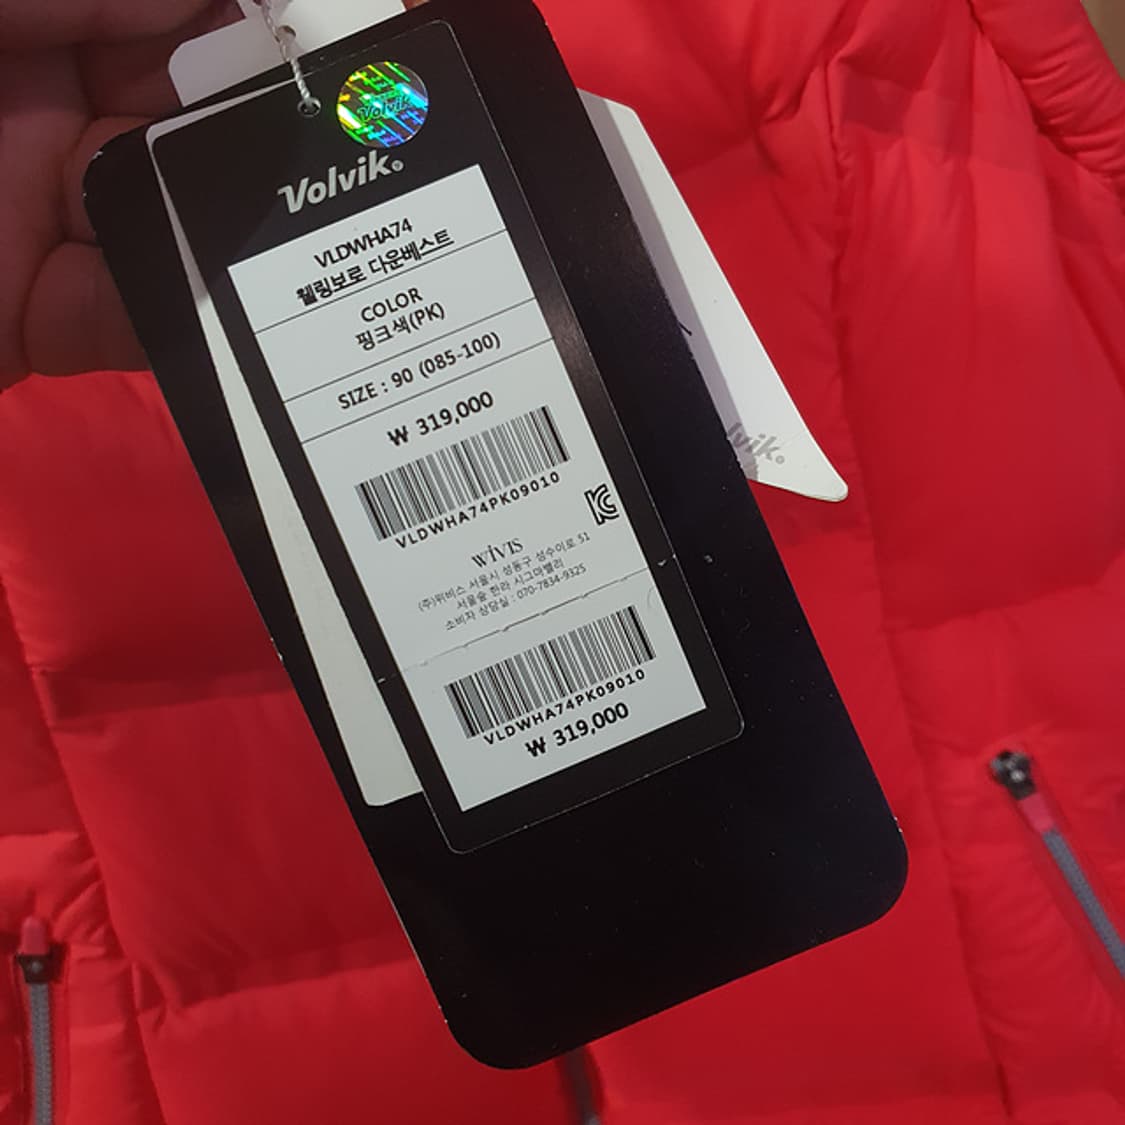 Volvik
Volvik.
VLDWHA74
웰링보로 다운베스트
COLOR
핑크색(PK)
SIZE : 90 (085-100)
₩ 319,000
VLDWHA74PK09010
WIVIS
(주)위비스 서울시 성동구 성수이로 51
서울숲 한라 시그마밸리
소비자 상담실 : 070-7834-9325
VLDWHA74PK09010
₩ 319,000
lvik.